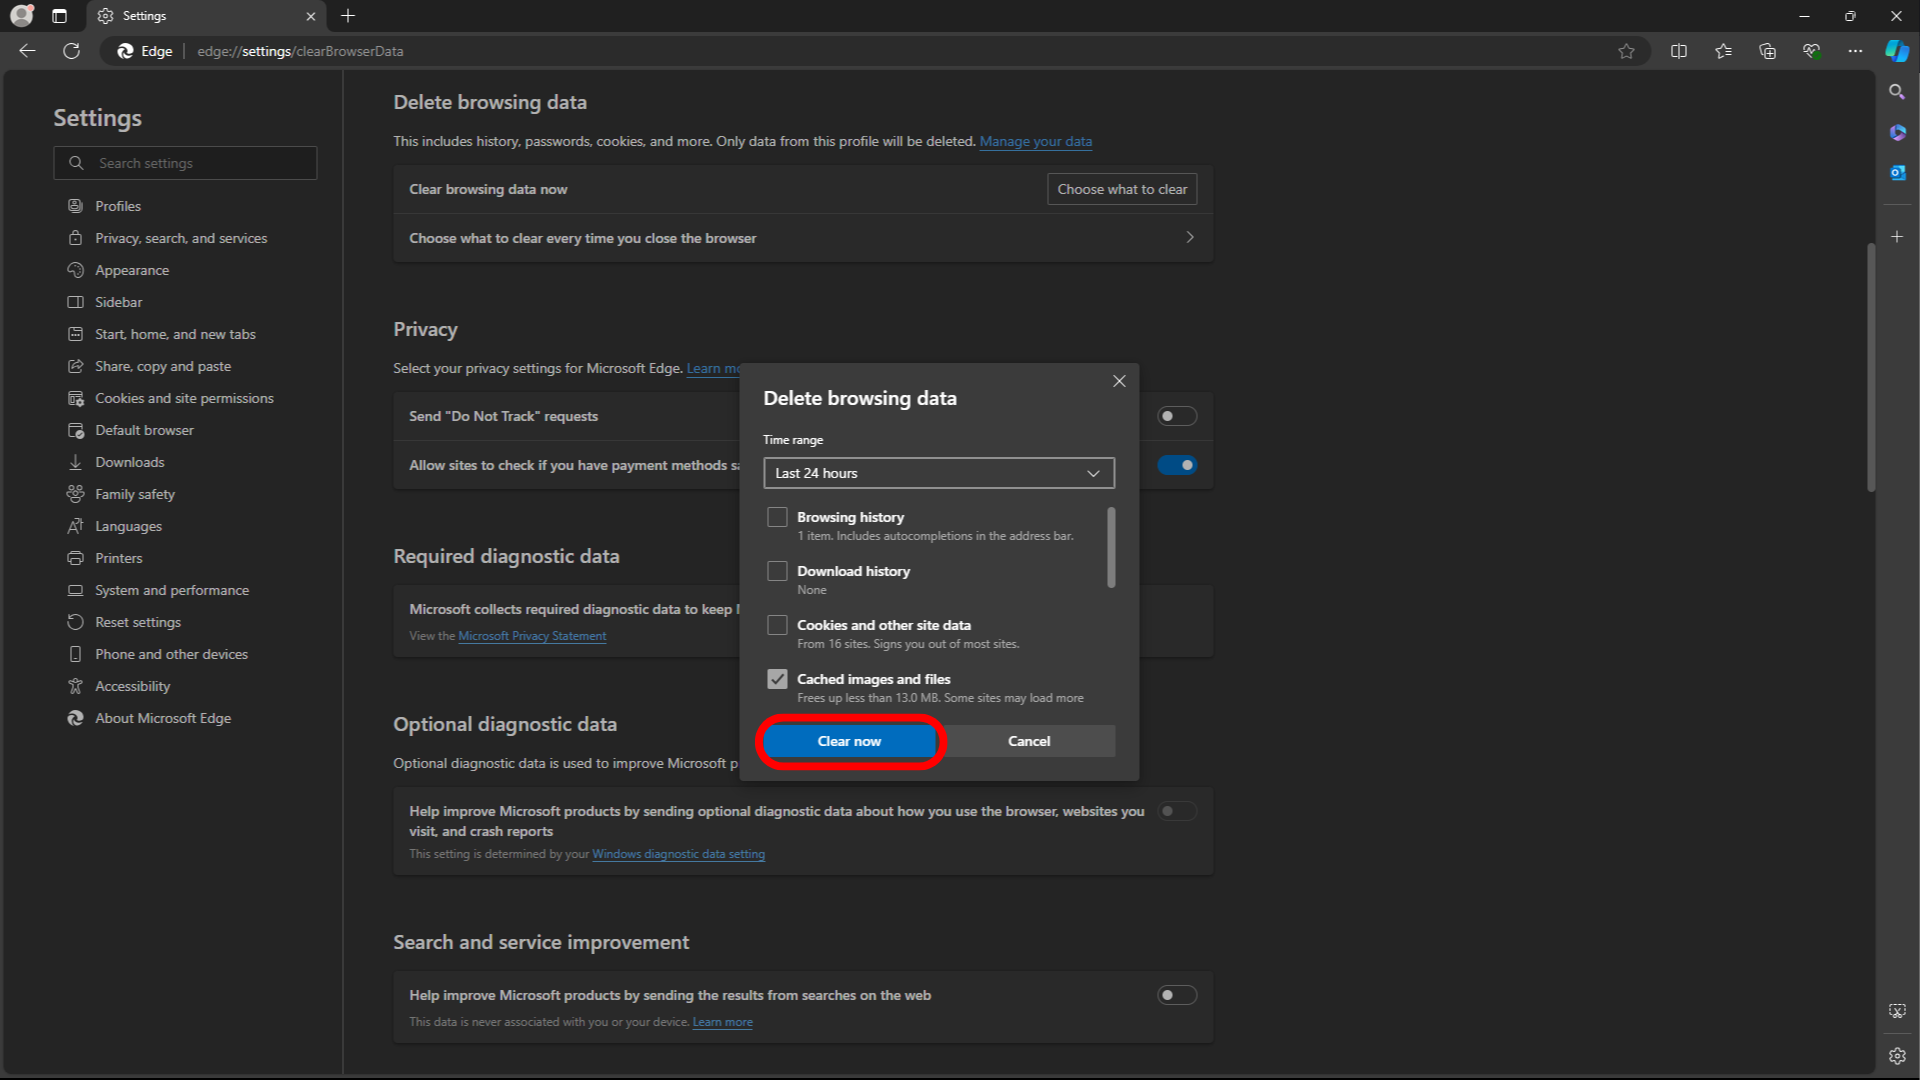 Settings
Edge
edge://settings/clearBrowserData
Settings
Search settings
Profiles
Privacy, search, and services
Appearance
Sidebar
Start, home, and new tabs
Share, copy and paste
Cookies and site permissions
Default browser
Downloads
Family safety
Languages
Printers
System and performance
Reset settings
Phone and other devices
Accessibility
About Microsoft Edge
Delete browsing data
This includes history, passwords, cookies, and more. Only data from this profile will be deleted. Manage your data
Clear browsing data now
Choose what to clear
Choose what to clear every time you close the browser
Privacy
Select your privacy settings for Microsoft Edge. Learn mo
Send "Do Not Track" requests
Allow sites to check if you have payment methods sa
Required diagnostic data
Microsoft collects required diagnostic data to keep
View the Microsoft Privacy Statement
Optional diagnostic data
Optional diagnostic data is used to improve Microsoft p
Help improve Microsoft products by sending optional diagnostic data about how you use the browser, websites you
visit, and crash reports
This setting is determined by your Windows diagnostic data setting
Search and service improvement
Help improve Microsoft products by sending the results from searches on the web
This data is never associated with you or your device. Learn more
Delete browsing data
Time range
Last 24 hours
Browsing history
1 item. Includes autocompletions in the address bar.
Download history
None
Cookies and other site data
From 16 sites. Signs you out of most sites.
Cached images and files
Frees up less than 13.0 MB. Some sites may load more
Clear now
Cancel